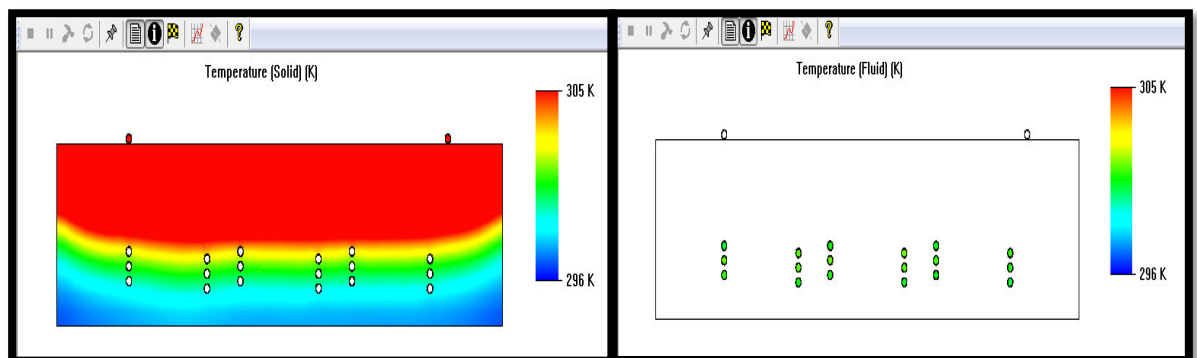 Temperature (Solid) (K)
305 K
296 K
Temperature (Fluid) (K)
305 K
296 K